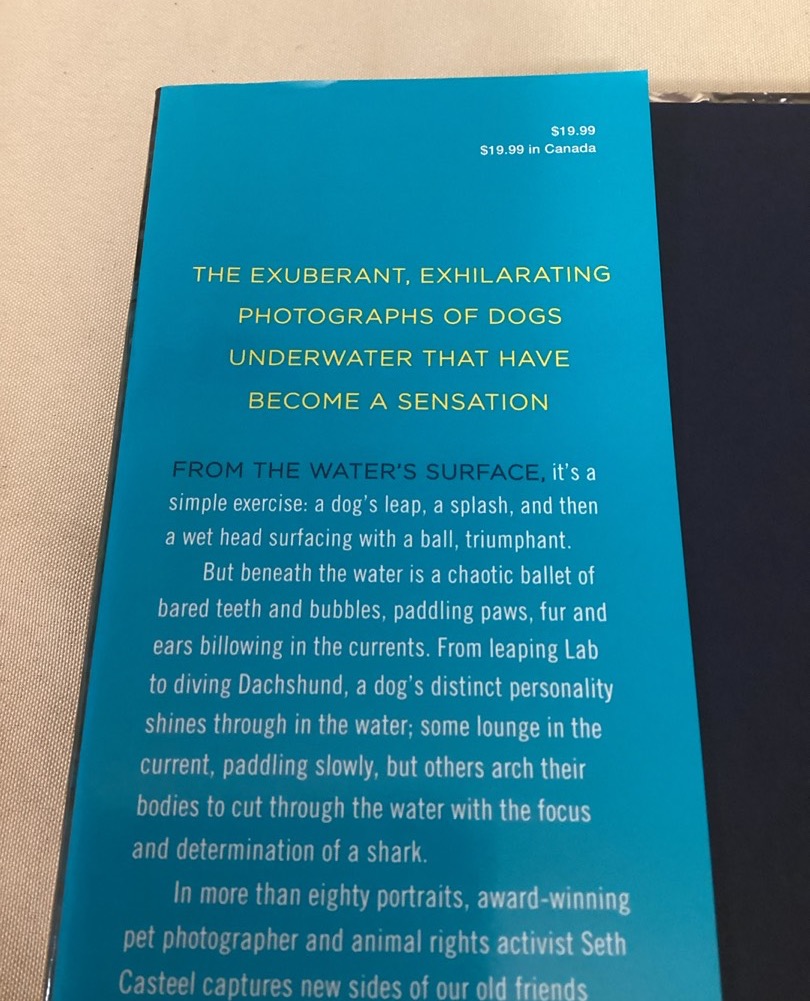 $19.99
$19.99 in Canada
THE EXUBERANT, EXHILARATING
PHOTOGRAPHS OF DOGS
UNDERWATER THAT HAVE
BECOME A SENSATION
FROM THE WATER'S SURFACE, it's a
simple exercise: a dog's leap, a splash, and then
a wet head surfacing with a ball, triumphant.
But beneath the water is a chaotic ballet of
bared teeth and bubbles, paddling paws, fur and
ears billowing in the currents. From leaping Lab
to diving Dachshund, a dog's distinct personality
shines through in the water; some lounge in the
current, paddling slowly, but others arch their
bodies to cut through the water with the focus
and determination of a shark.
In more than eighty portraits, award-winning
pet photographer and animal rights activist Seth
Casteel captures new sides of our old friends